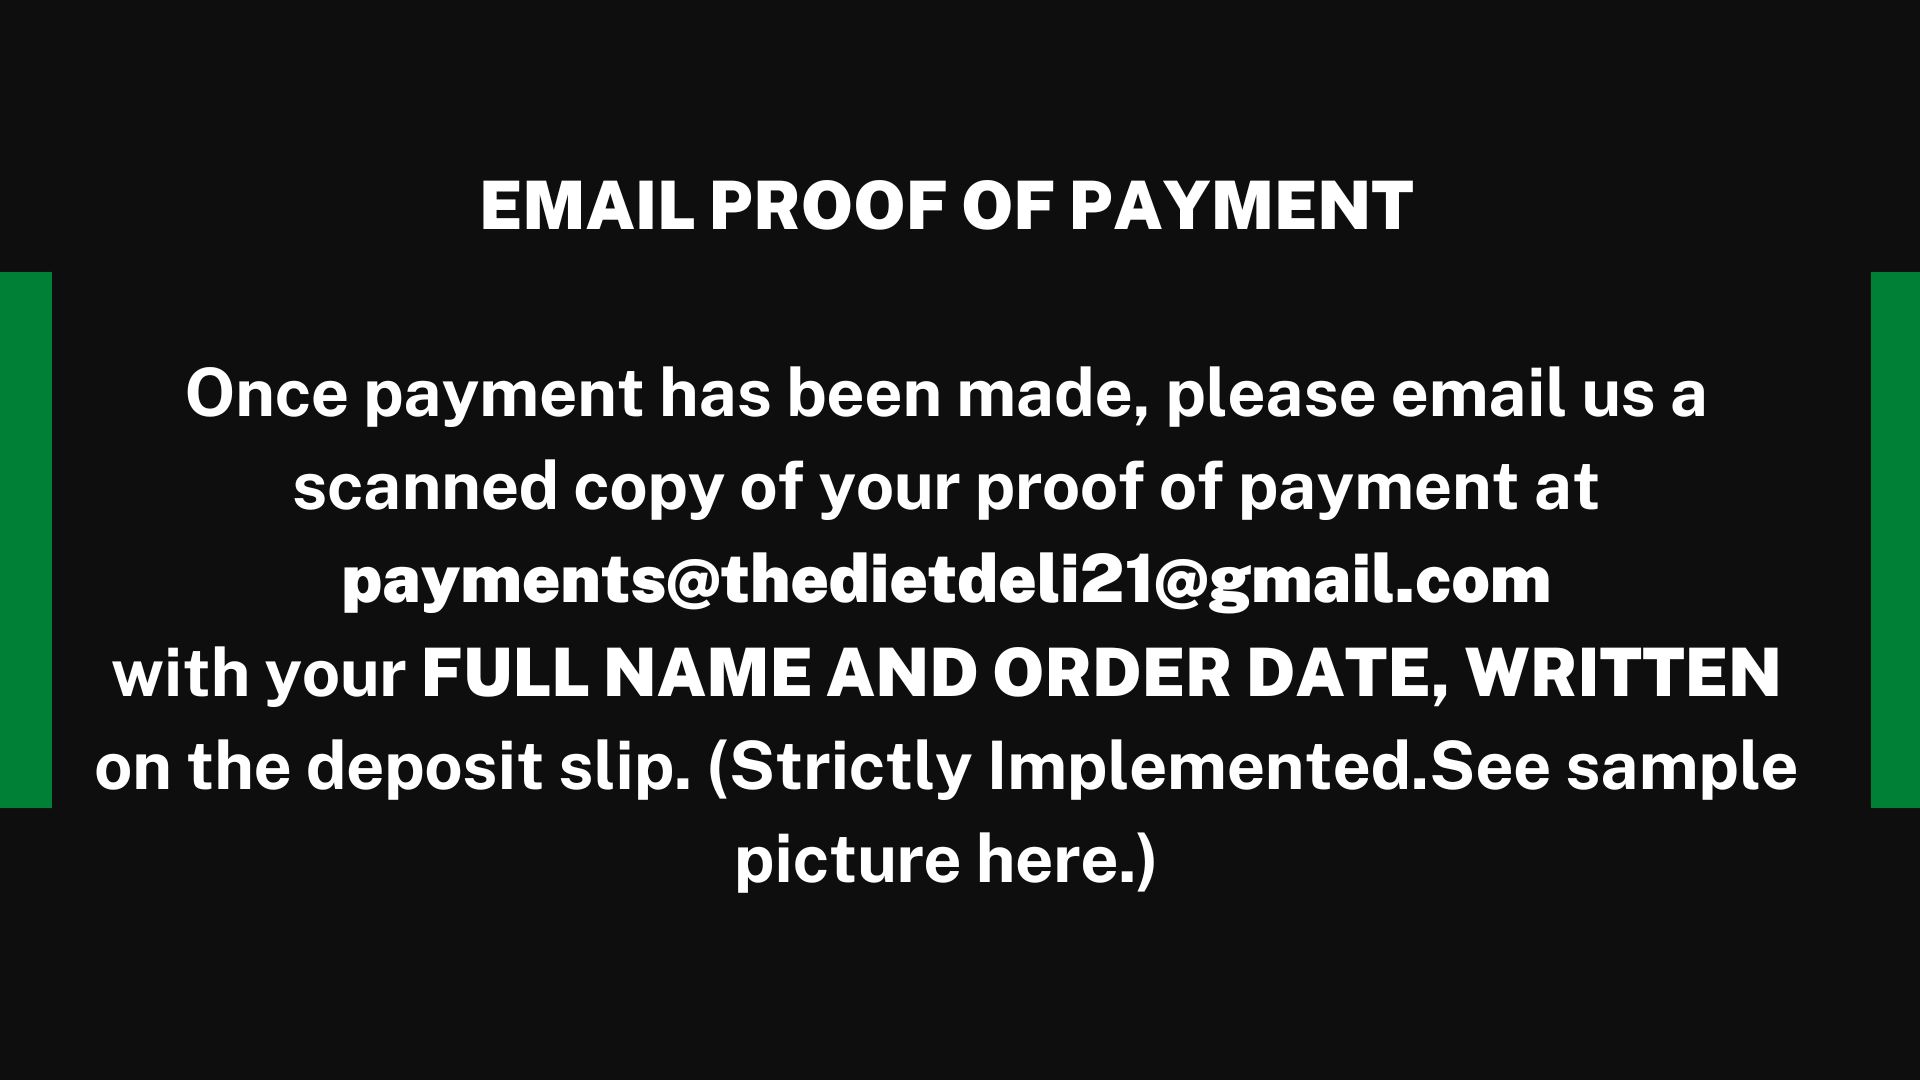 EMAIL PROOF OF PAYMENT
Once payment has been made, please email us a
scanned copy of your proof of payment at
payments@thedietdeli21@gmail.com
with your FULL NAME AND ORDER DATE, WRITTEN
on the deposit slip. (Strictly Implemented.See sample
picture here.)